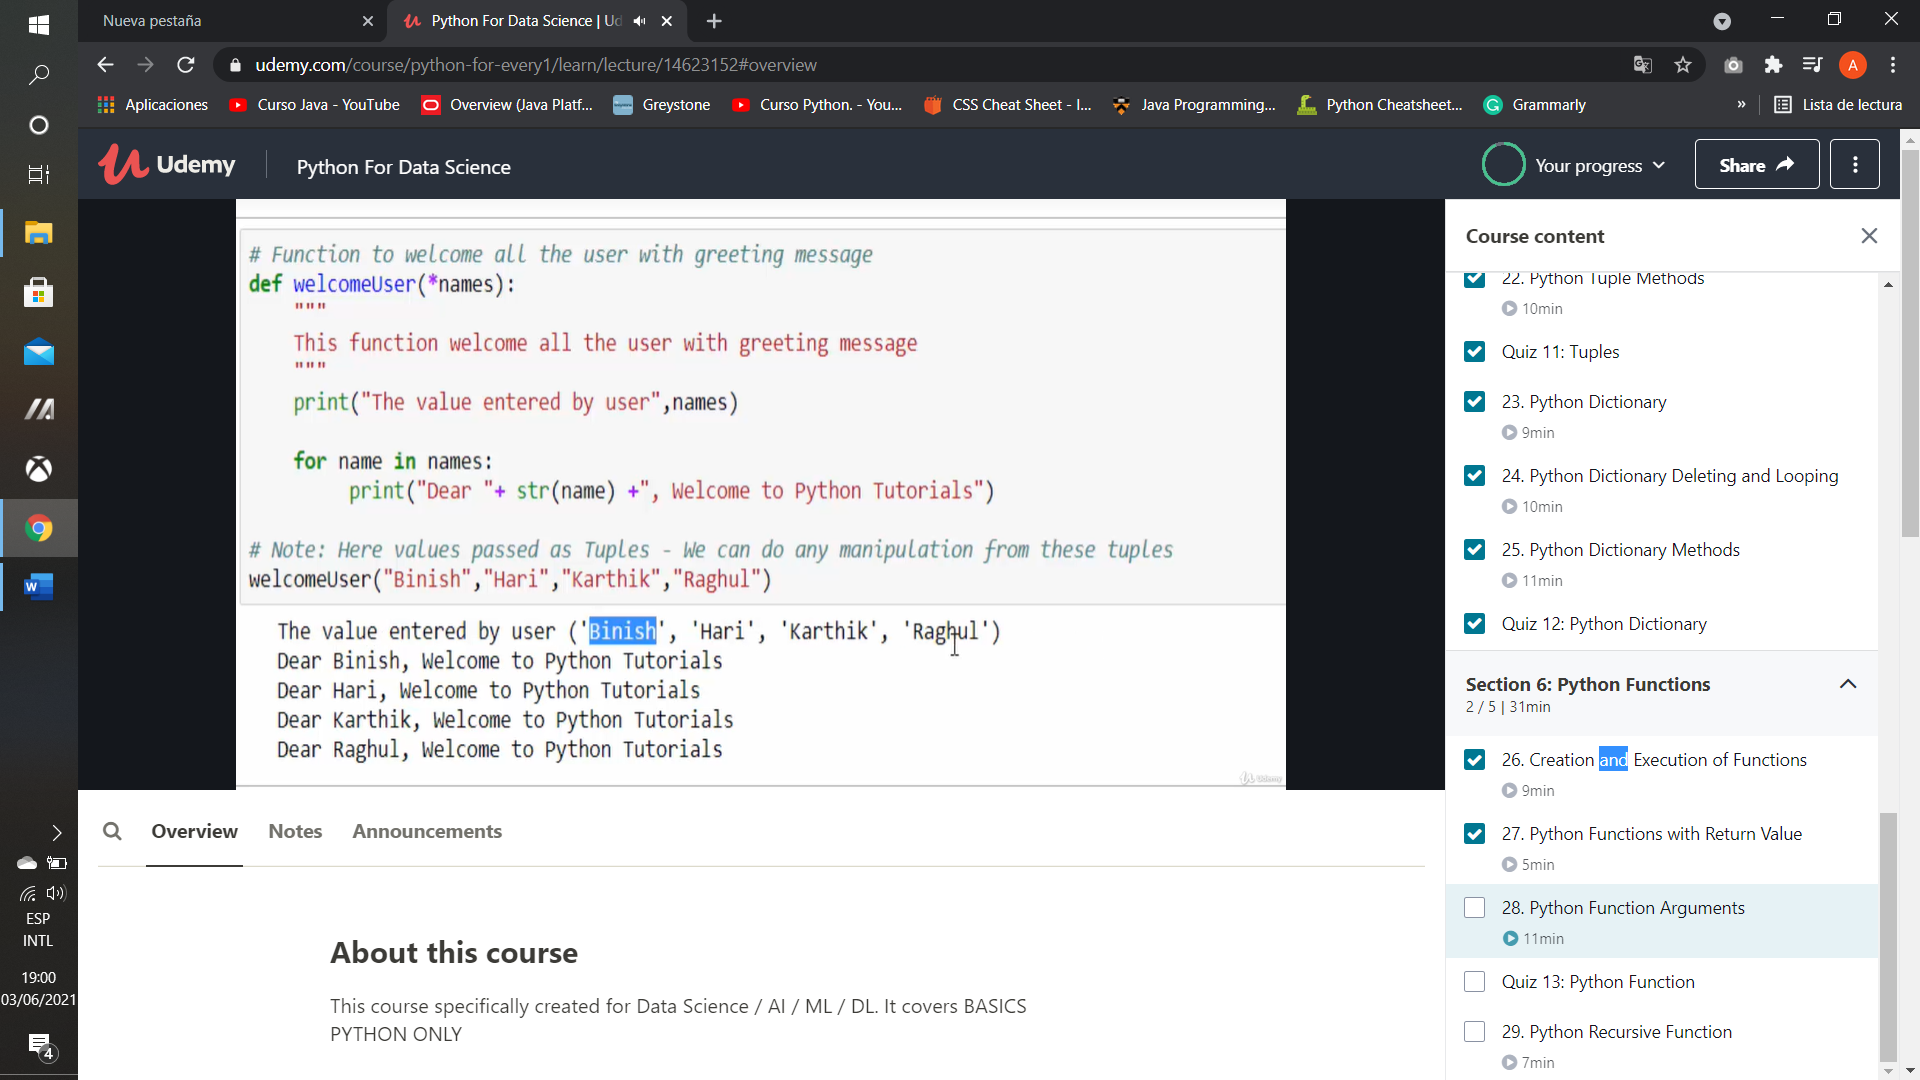 Nueva pestaña
Python For Data Science | Ud
udemy.com/course/python-for-every1/learn/lecture/14623152#overview
A
Aplicaciones
Curso Java - YouTube
Overview (Java Platf...
Greystone
Curso Python. - You...
CSS Cheat Sheet - I...
Java Programming...
Python Cheatsheet...
Grammarly
»
Lista de lectura
Udemy
Python For Data Science
Your progress
Share
# Function to welcome all the user with greeting message
def welcomeUser(*names):
"""
This function welcome all the user with greeting message
"""
print("The value entered by user",names)
for name in names:
print("Dear "+ str(name) +", Welcome to Python Tutorials")
# Note: Here values passed as Tuples - We can do any manipulation from these tuples
welcomeUser("Binish","Hari","Karthik","Raghul")
The value entered by user ('Binish', 'Hari', 'Karthik', 'Raghul')
Dear Binish, Welcome to Python Tutorials
Dear Hari, Welcome to Python Tutorials
Dear Karthik, Welcome to Python Tutorials
Dear Raghul, Welcome to Python Tutorials
Udemy
Overview
Notes
Announcements
About this course
This course specifically created for Data Science / AI / ML / DL. It covers BASICS
PYTHON ONLY
Course content
22. Python Tuple Methods
10min
Quiz 11: Tuples
23. Python Dictionary
9min
24. Python Dictionary Deleting and Looping
10min
25. Python Dictionary Methods
11min
Quiz 12: Python Dictionary
Section 6: Python Functions
2 / 5 | 31min
26. Creation and Execution of Functions
9min
27. Python Functions with Return Value
5min
28. Python Function Arguments
11min
Quiz 13: Python Function
29. Python Recursive Function
7min
W
ESP
INTL
19:00
03/06/2021
4